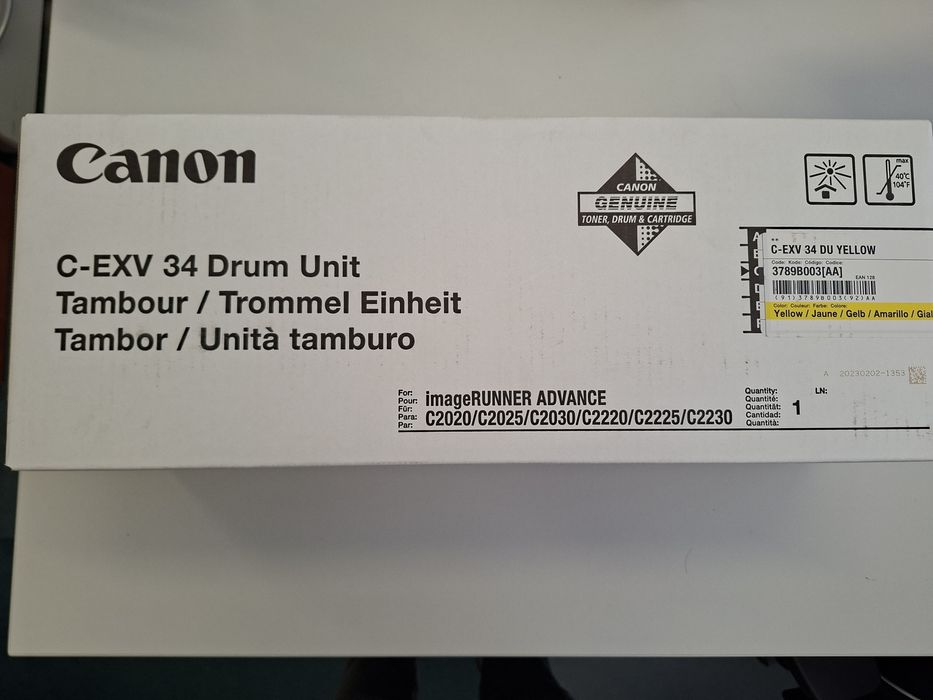 Canon
C-EXV 34 Drum Unit
Tambour / Trommel Einheit
Tambor / Unità tamburo
CANON
GENUINE
TONER, DRUM & CARTRIDGE
max
40°C
104°F
**
C-EXV 34 DU YELLOW
Code: Kode: Código: Codice:
3789B003[AA]
EAN 128
(91)3789B003(92)AA
Color: Couleur: Farbe: Colore:
Yellow / Jaune / Gelb / Amarillo / Gial
A 20230202-1353
For:
Pour:
Für:
Para:
Par:
imageRUNNER ADVANCE
C2020/C2025/C2030/C2220/C2225/C2230
Quantity:
Quantité:
Quantität:
Cantidad:
Quantità:
1
LN: